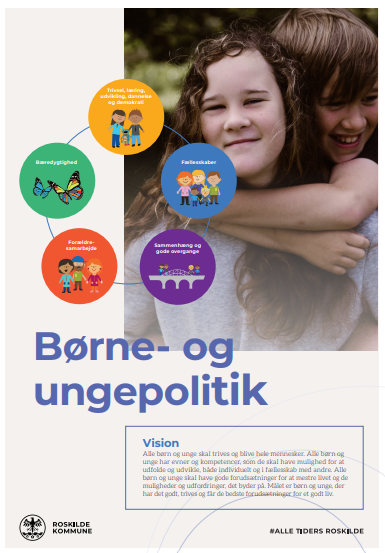 Trivsel, læring,
udvikling, dannelse
og demokrati
Bæredygtighed
Fællesskaber
Forældre-
samarbejde
Sammenhæng og
gode overgange
Børne- og
ungepolitik
Vision
Alle børn og unge skal trives og blive hele mennesker. Alle børn og
unge har evner og kompetencer, som de skal have mulighed for at
udfolde og udvikle, både individuelt og i fællesskab med andre. Alle
børn og unge skal have gode forudsætninger for at mestre livet og de
muligheder og udfordringer, det byder på. Målet er børn og unge, der
har det godt, trives og får de bedste forudsætninger for et godt liv.
ROSKILDE
KOMMUNE
#ALLE TIDERS ROSKILDE